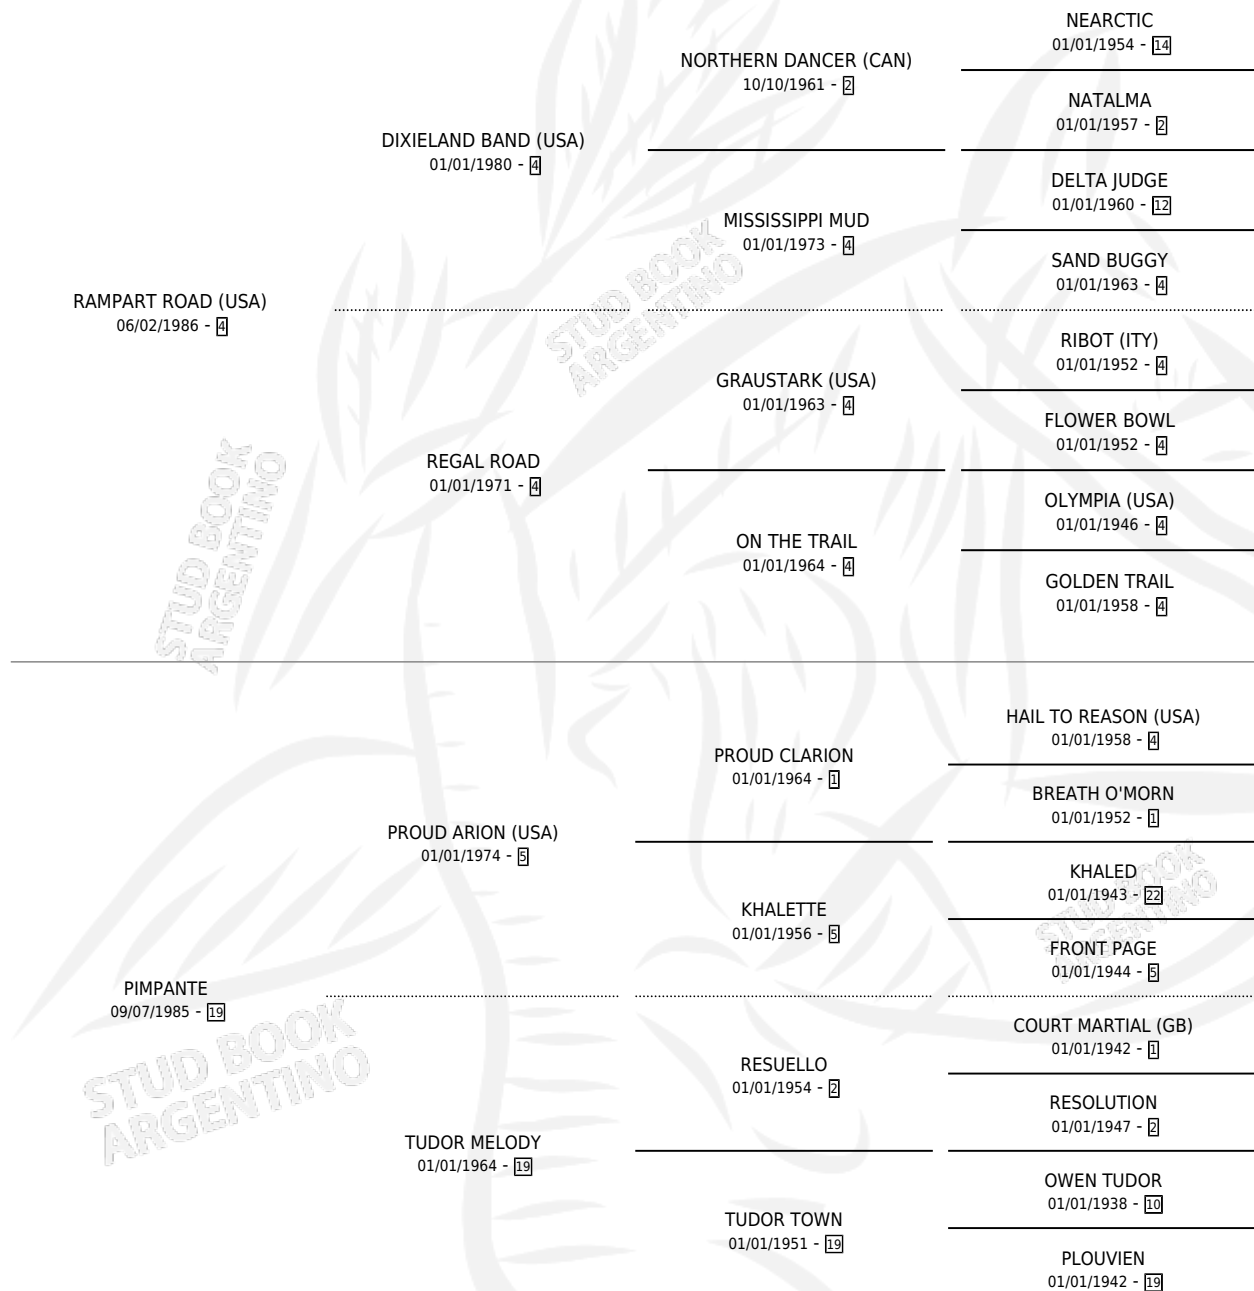 NEARCTIC
01/01/1954 - 14
NORTHERN DANCER (CAN)
10/10/1961 - 2
NATALMA
01/01/1957 - 2
DIXIELAND BAND (USA)
01/01/1980 - 4
DELTA JUDGE
01/01/1960 - 12
MISSISSIPPI MUD
01/01/1973 - 4
SAND BUGGY
01/01/1963 - 4
RAMPART ROAD (USA)
06/02/1986 - 4
RIBOT (ITY)
01/01/1952 - 4
GRAUSTARK (USA)
01/01/1963 - 4
FLOWER BOWL
01/01/1952 - 4
REGAL ROAD
01/01/1971 - 4
OLYMPIA (USA)
01/01/1946 - 4
ON THE TRAIL
01/01/1964 - 4
GOLDEN TRAIL
01/01/1958 - 4
HAIL TO REASON (USA)
01/01/1958 - 4
PROUD CLARION
01/01/1964 - 1
BREATH O'MORN
01/01/1952 - 1
PROUD ARION (USA)
01/01/1974 - 5
KHALED
01/01/1943 - 22
KHALETTE
01/01/1956 - 5
FRONT PAGE
01/01/1944 - 5
PIMPANTE
09/07/1985 - 19
COURT MARTIAL (GB)
01/01/1942 - 1
RESUELLO
01/01/1954 - 2
RESOLUTION
01/01/1947 - 2
TUDOR MELODY
01/01/1964 - 19
OWEN TUDOR
01/01/1938 - 10
TUDOR TOWN
01/01/1951 - 19
PLOUVIEN
01/01/1942 - 19
STUD BOOK
ARGENTINO
STUD BOOK
ARGENTINO
STUD BOOK
ARGENTINO
STUD BOOK
ARGENTINO